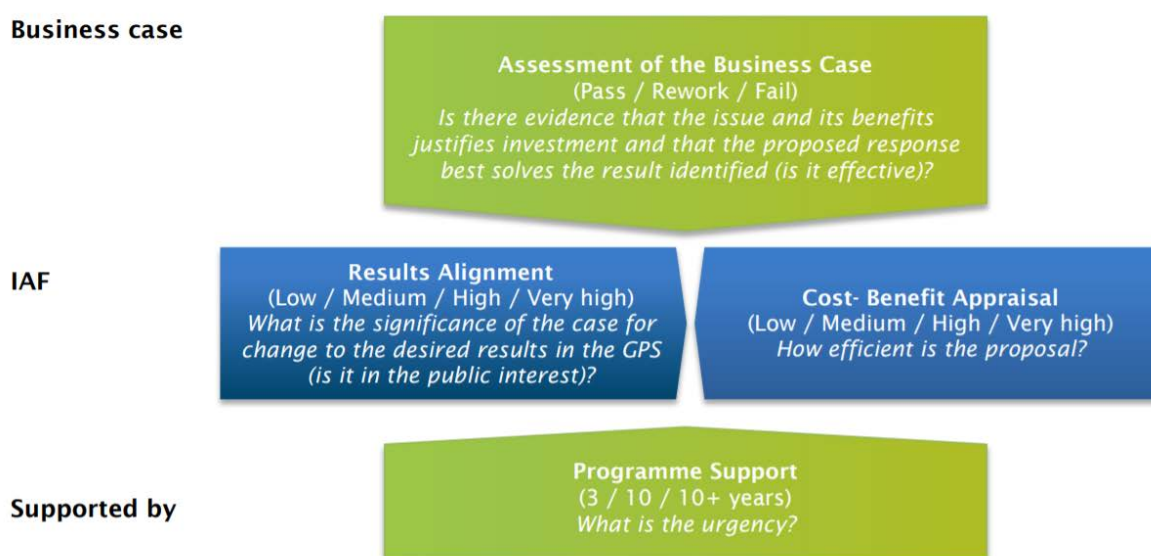 Business case
Assessment of the Business Case
(Pass / Rework / Fail)
Is there evidence that the issue and its benefits
justifies investment and that the proposed response
best solves the result identified (is it effective)?
IAF
Results Alignment
(Low / Medium / High / Very high)
What is the significance of the case for
change to the desired results in the GPS
(is it in the public interest)?
Cost- Benefit Appraisal
(Low / Medium / High / Very high)
How efficient is the proposal?
Supported by
Programme Support
(3 / 10 / 10+ years)
What is the urgency?